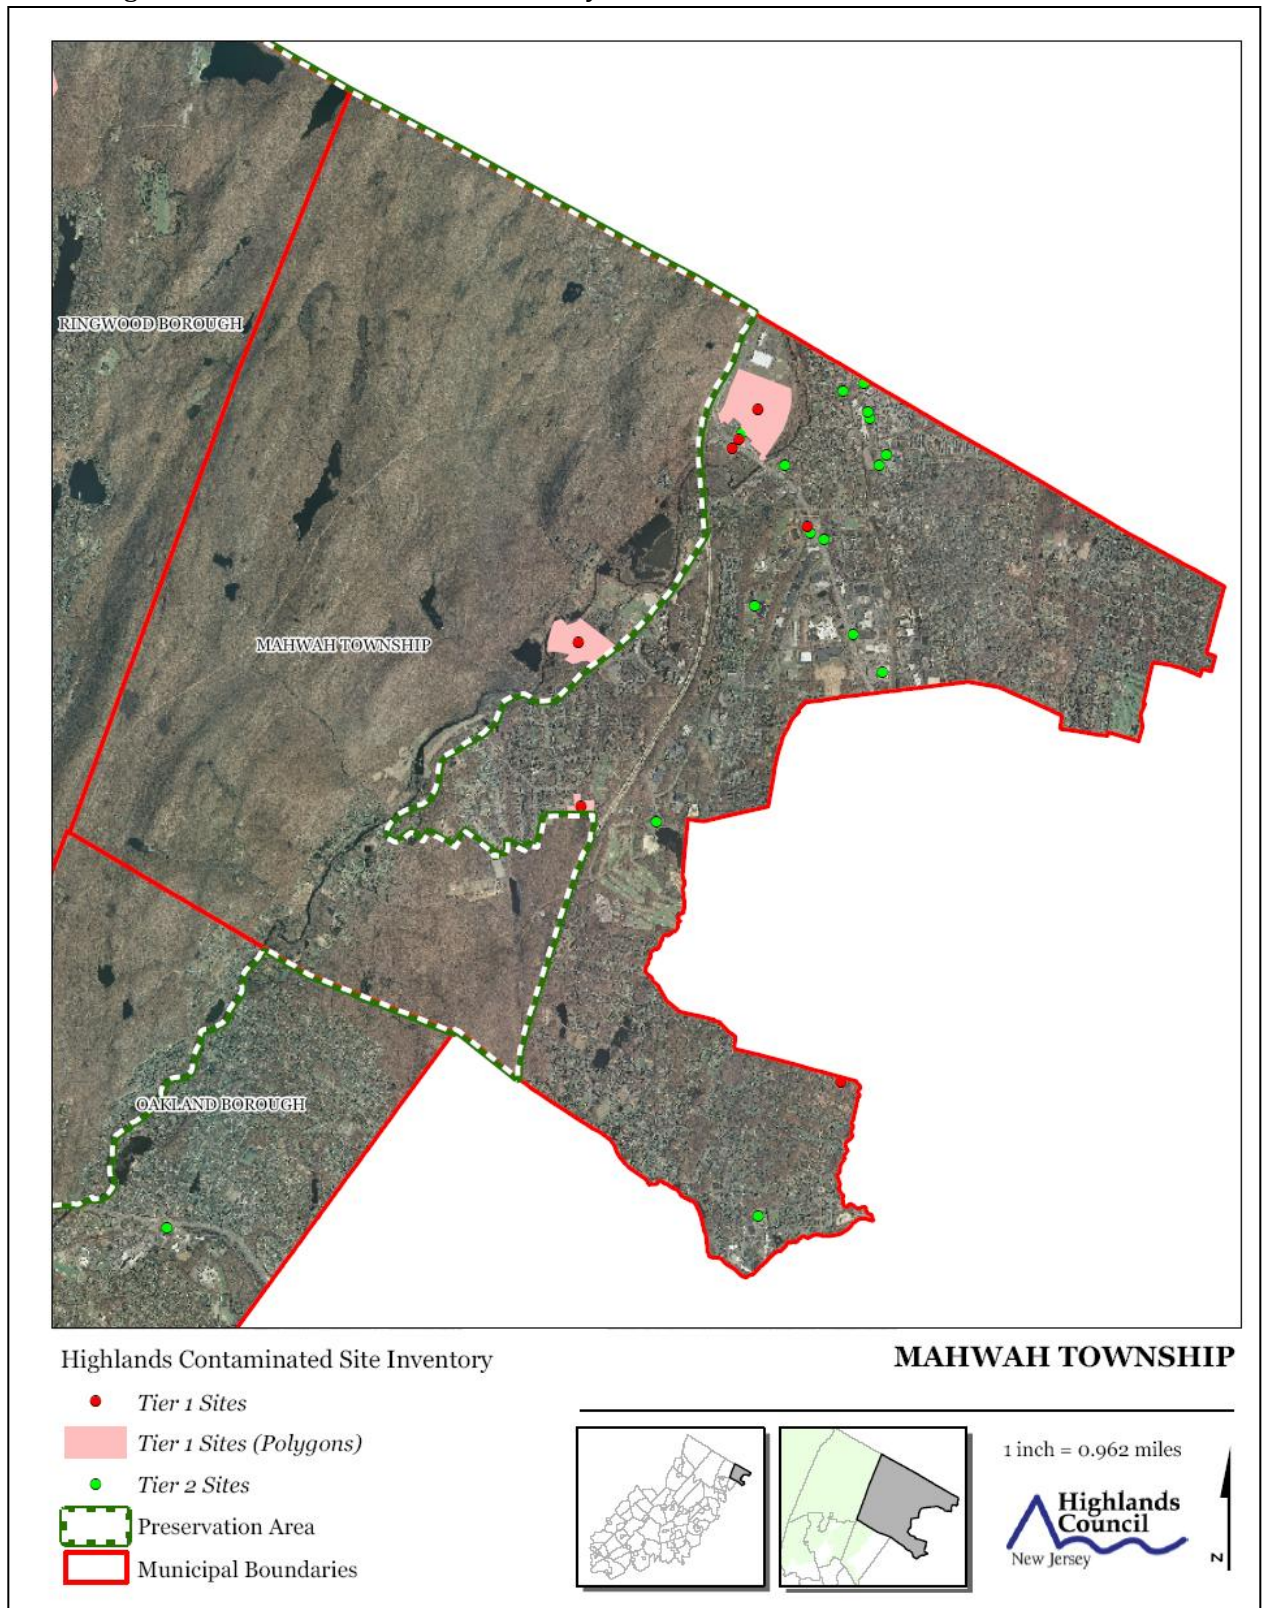 RINGWOOD BOROUGH
MAHWAH TOWNSHIP
OAKLAND BOROUGH
Highlands Contaminated Site Inventory
Tier 1 Sites
Tier 1 Sites (Polygons)
Tier 2 Sites
Preservation Area
Municipal Boundaries
MAHWAH TOWNSHIP
1 inch = 0.962 miles
Highlands
Council
New Jersey
N